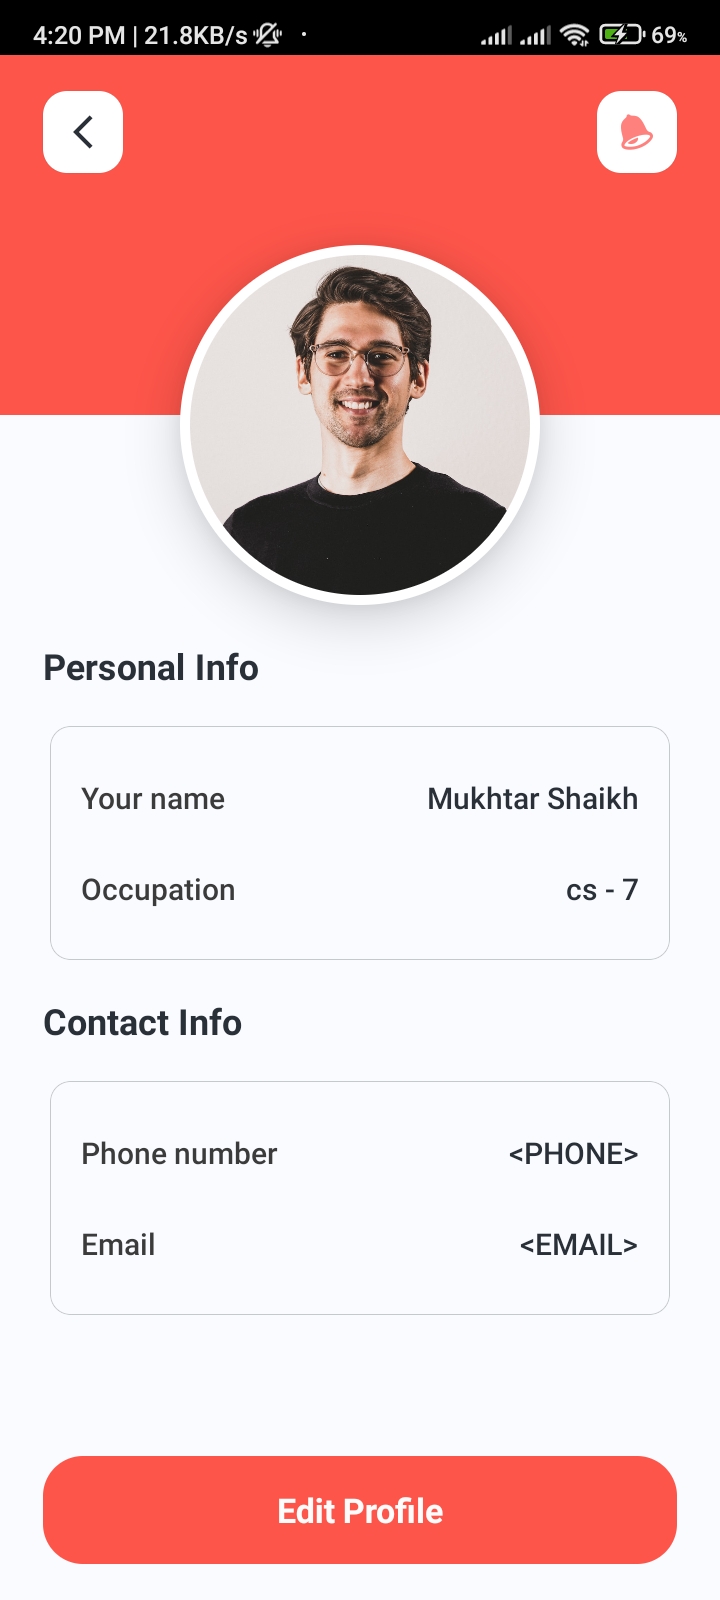 4:20 PM | 21.8KB/s 69%
Personal Info
Your name Mukhtar Shaikh
Occupation cs - 7
Contact Info
Phone number <PHONE>
Email <EMAIL>
Edit Profile